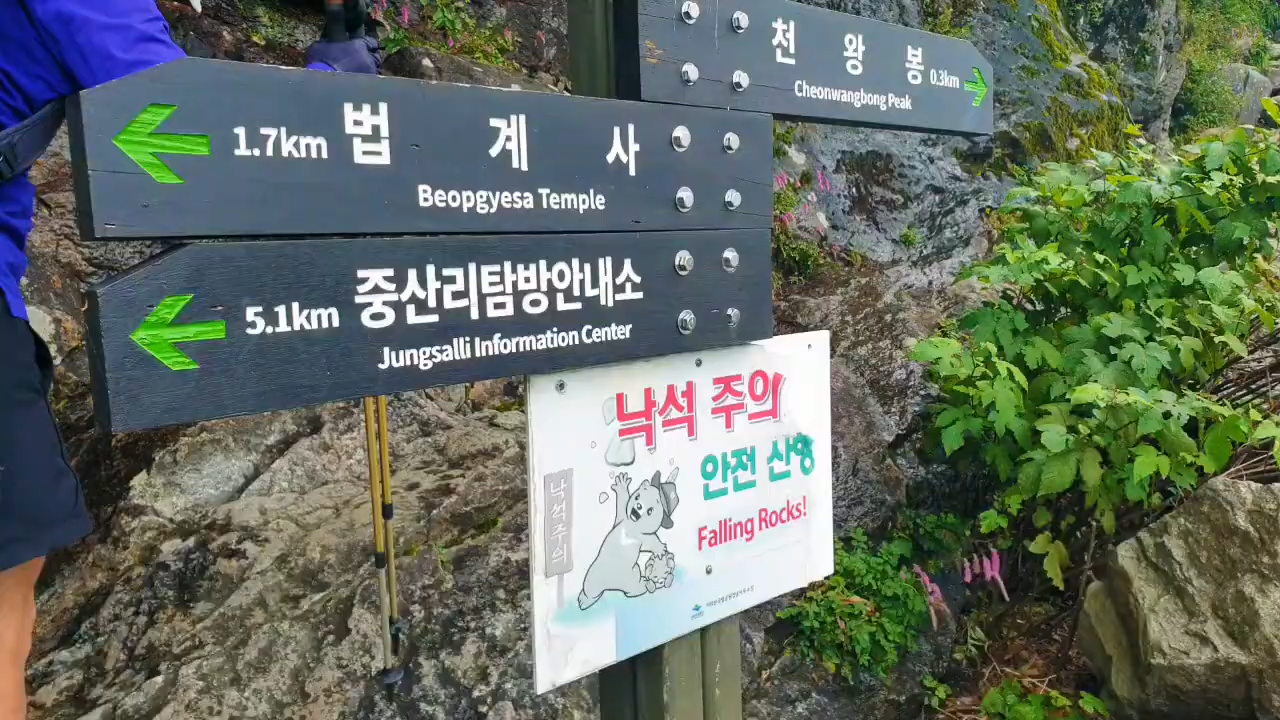 천왕봉
0.3km
Cheonwangbong Peak
1.7km 법계사
Beopgyesa Temple
5.1km 중산리탐방안내소
Jungsalli Information Center
낙석 주의
안전 산행
낙석주의
Falling Rocks!